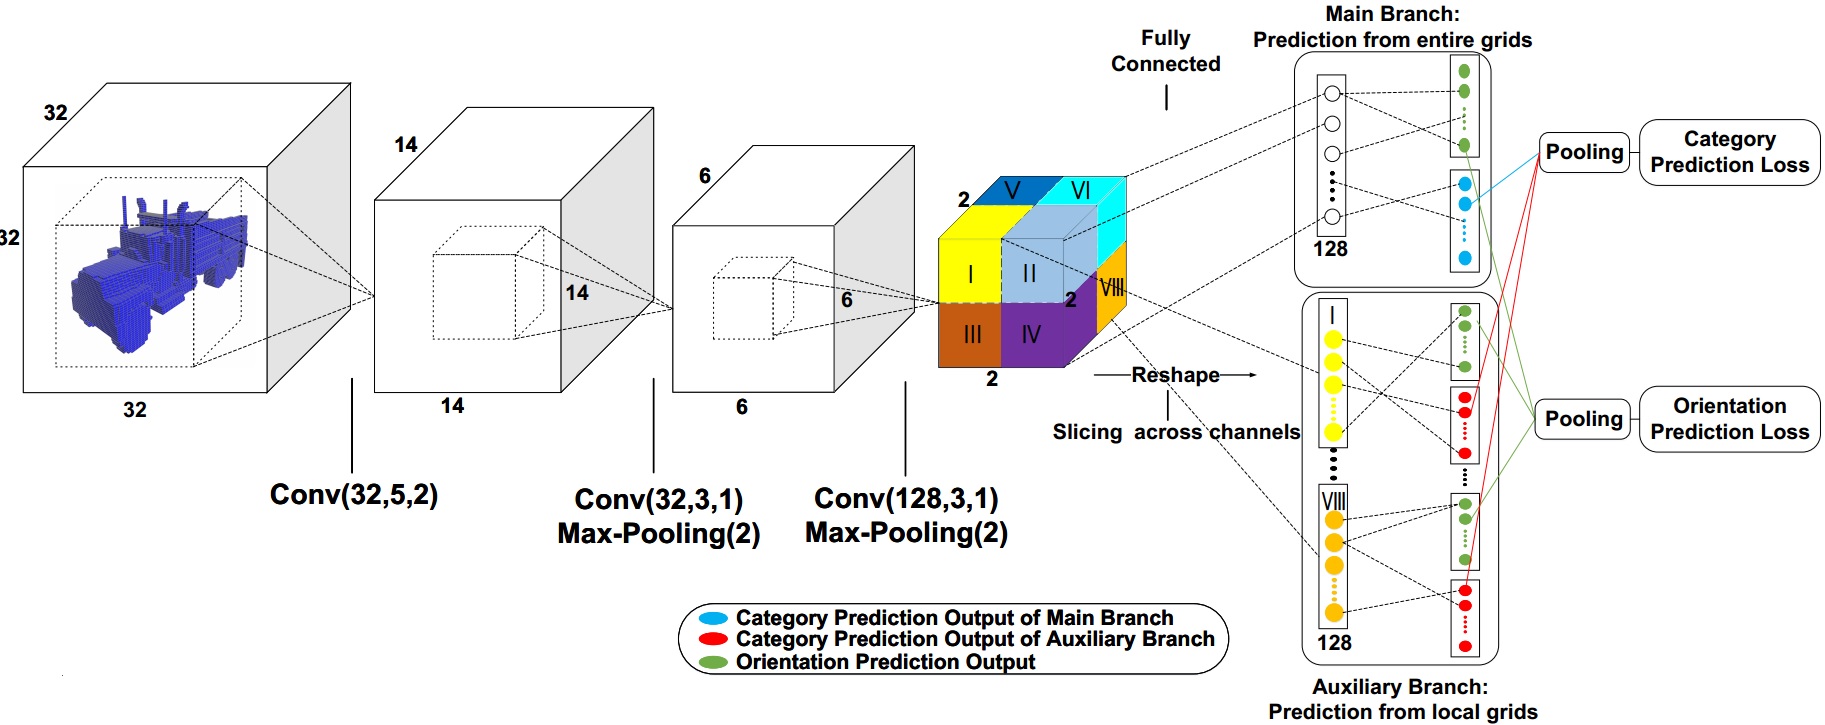 Main Branch:
Prediction from entire grids
Fully
Connected
32
32
32
14
14
14
6
6
6
2
2
2
V
VI
I
II
III
IV
VIII
128
Pooling
Category
Prediction Loss
I
VIII
128
Reshape
Slicing across channels
Pooling
Orientation
Prediction Loss
Conv(32,5,2)
Conv(32,3,1)
Max-Pooling(2)
Conv(128,3,1)
Max-Pooling(2)
Category Prediction Output of Main Branch
Category Prediction Output of Auxiliary Branch
Orientation Prediction Output
Auxiliary Branch:
Prediction from local grids